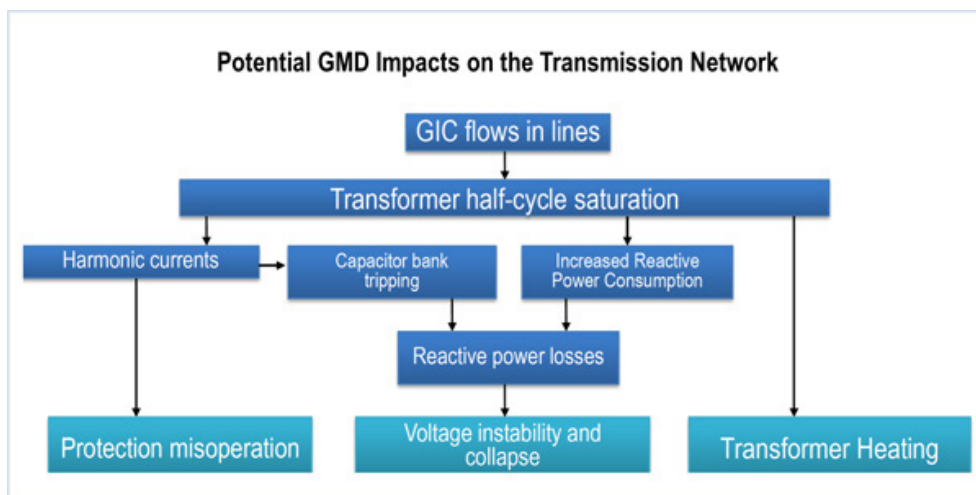 Potential GMD Impacts on the Transmission Network
GIC flows in lines
Transformer half-cycle saturation
Harmonic currents
Capacitor bank
tripping
Increased Reactive
Power Consumption
Reactive power losses
Protection misoperation
Voltage instability and
collapse
Transformer Heating